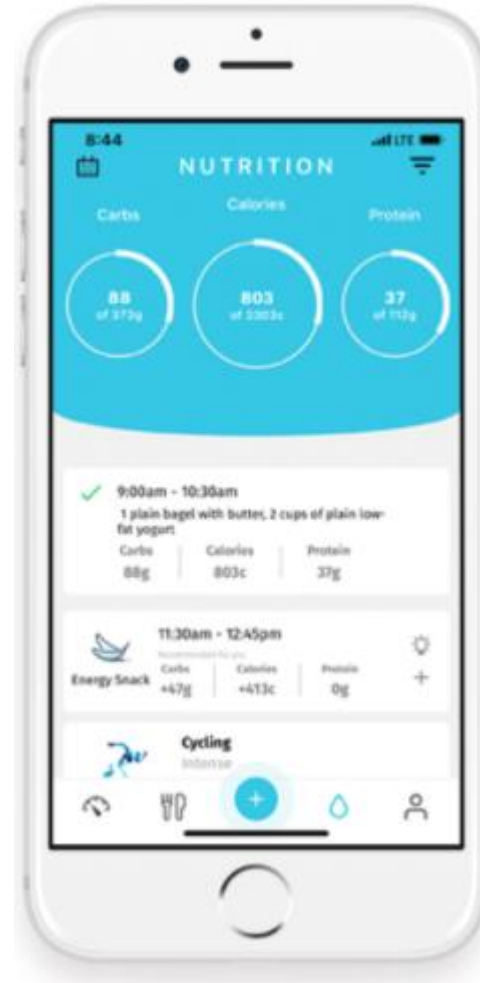 8:44
LTE
NUTRITION
Carbs
Calories
Protein
88
of 373g
803
of 2303c
37
of 112g
9:00am - 10:30am
1 plain bagel with butter, 2 cups of plain low-
fat yogurt
Carbs Calories Protein
88g 803c 37g
11:30am - 12:45pm
Recommended for you
Energy Snack
Carbs Calories Protein
+47g +413c 0g
Cycling
Intense